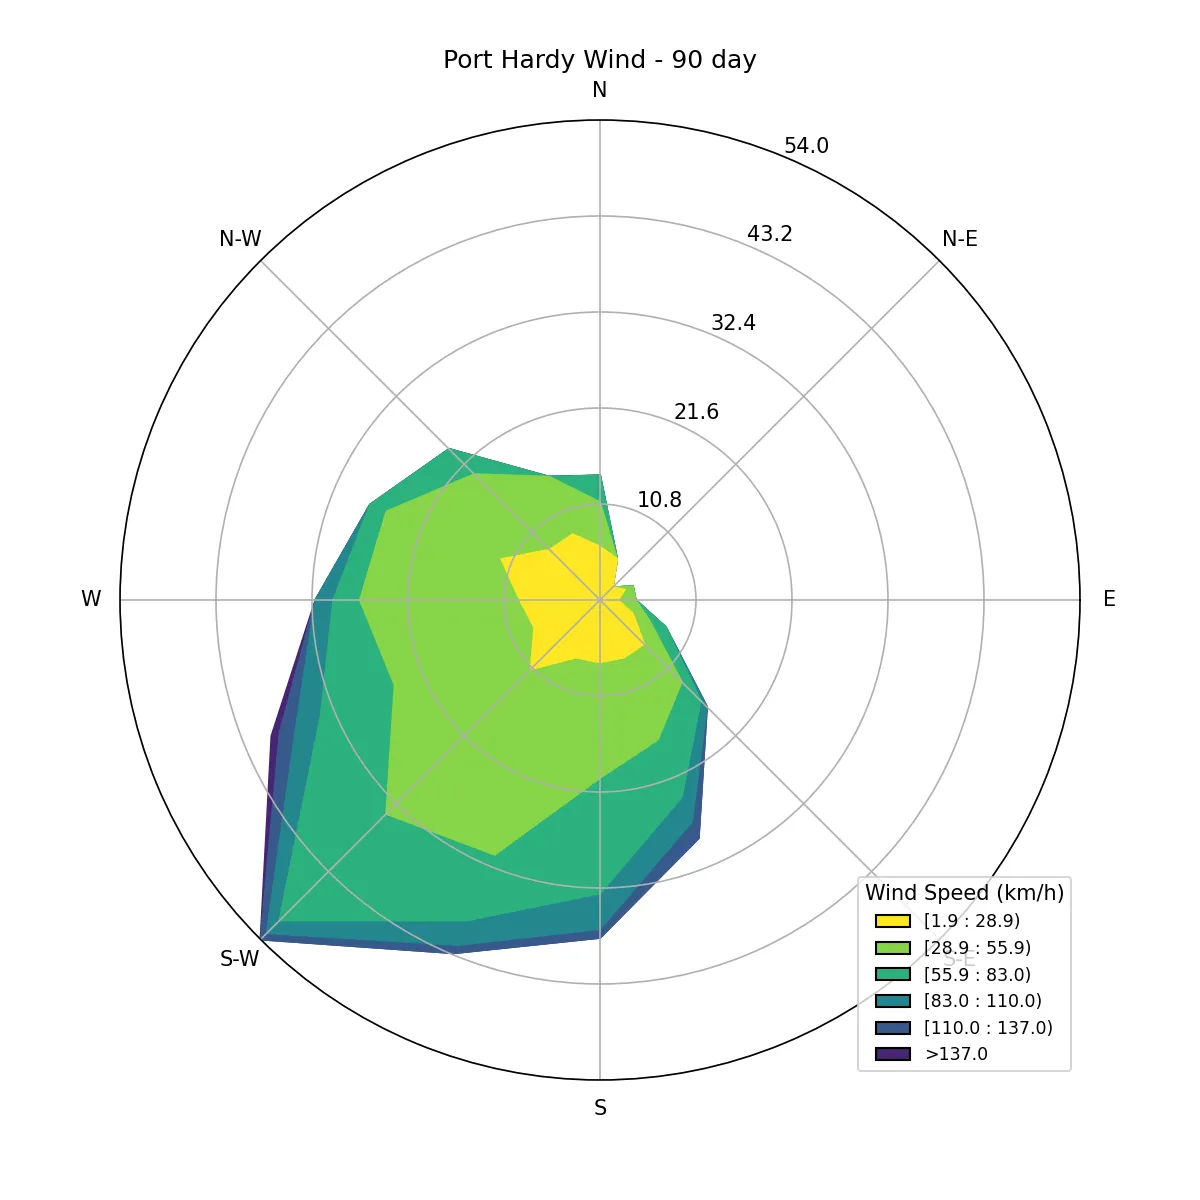 Port Hardy Wind - 90 day
N
54.0
N-W
43.2
N-E
32.4
21.6
10.8
W
E
S-W
S-E
Wind Speed (km/h)
[1.9 : 28.9)
[28.9 : 55.9)
[55.9 : 83.0)
[83.0 : 110.0)
[110.0 : 137.0)
>137.0
S